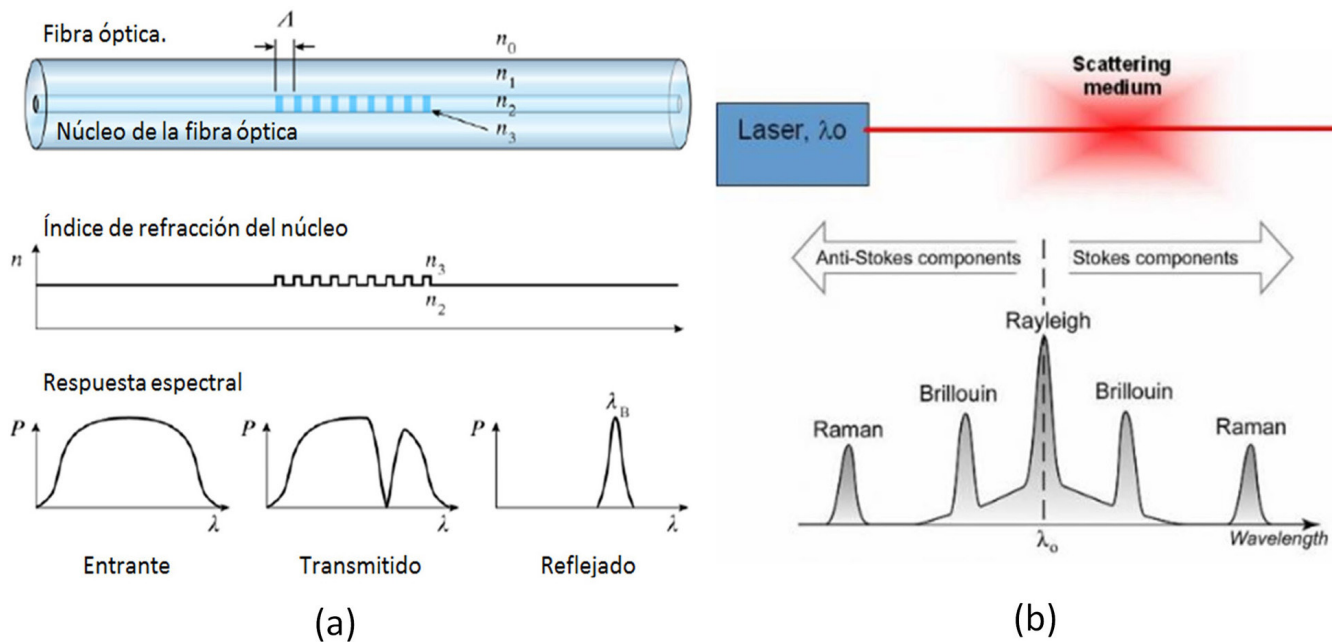 Fibra óptica.
Λ
n0
n1
n2
n3
Núcleo de la fibra óptica
Índice de refracción del núcleo
n
n3
n2
Respuesta espectral
P
λ
Entrante
P
λ
Transmitido
P
λB
λ
Reflejado
(a)
Scattering
medium
Laser, λo
Anti-Stokes components
Stokes components
Rayleigh
Brillouin
Brillouin
Raman
Raman
λo
Wavelength
(b)